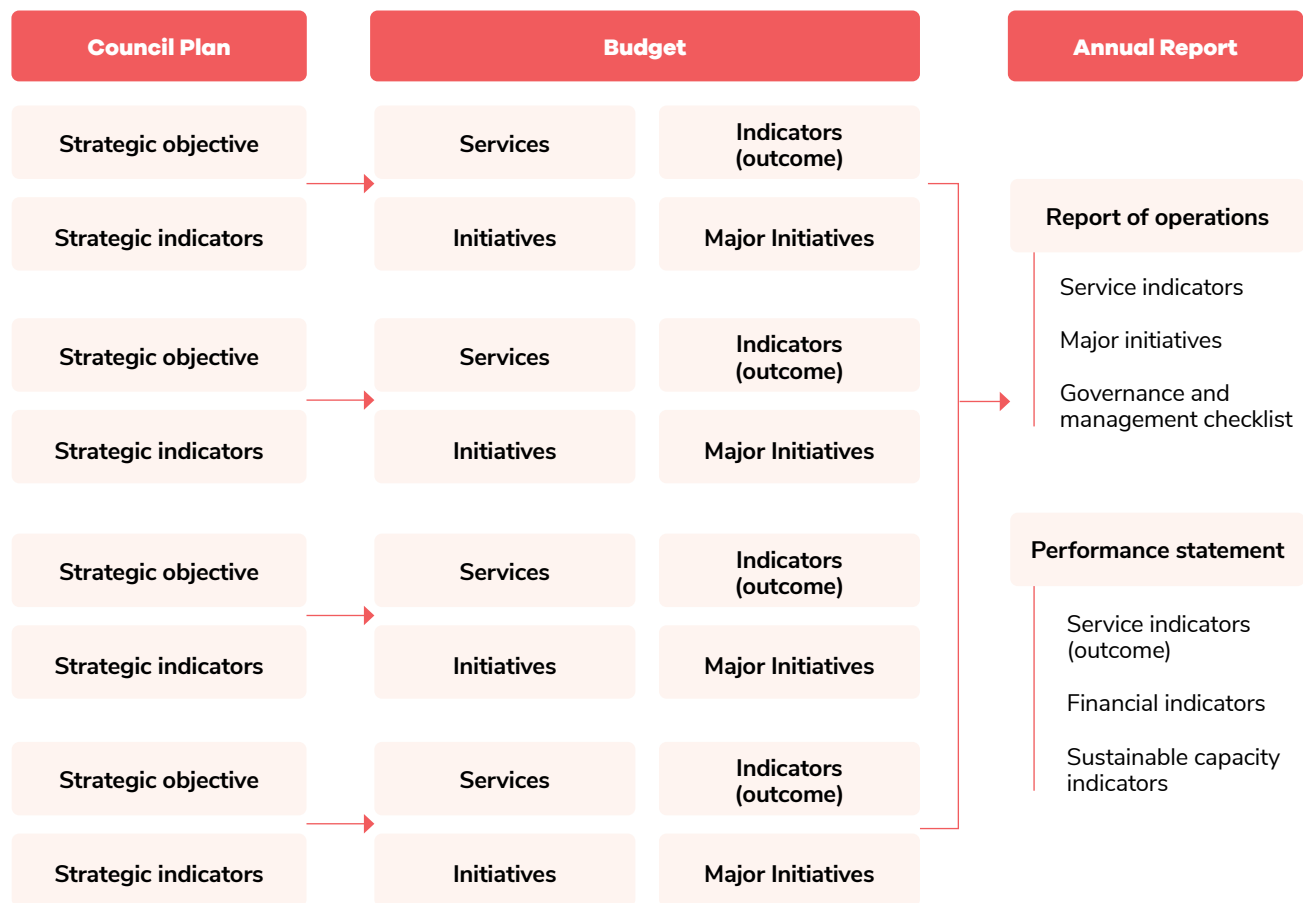 Council Plan
Budget
Annual Report
Strategic objective
Services
Indicators
(outcome)
Strategic indicators
Initiatives
Major Initiatives
Strategic objective
Services
Indicators
(outcome)
Strategic indicators
Initiatives
Major Initiatives
Strategic objective
Services
Indicators
(outcome)
Strategic indicators
Initiatives
Major Initiatives
Strategic objective
Services
Indicators
(outcome)
Strategic indicators
Initiatives
Major Initiatives
Report of operations
Service indicators
Major initiatives
Governance and
management checklist
Performance statement
Service indicators
(outcome)
Financial indicators
Sustainable capacity
indicators